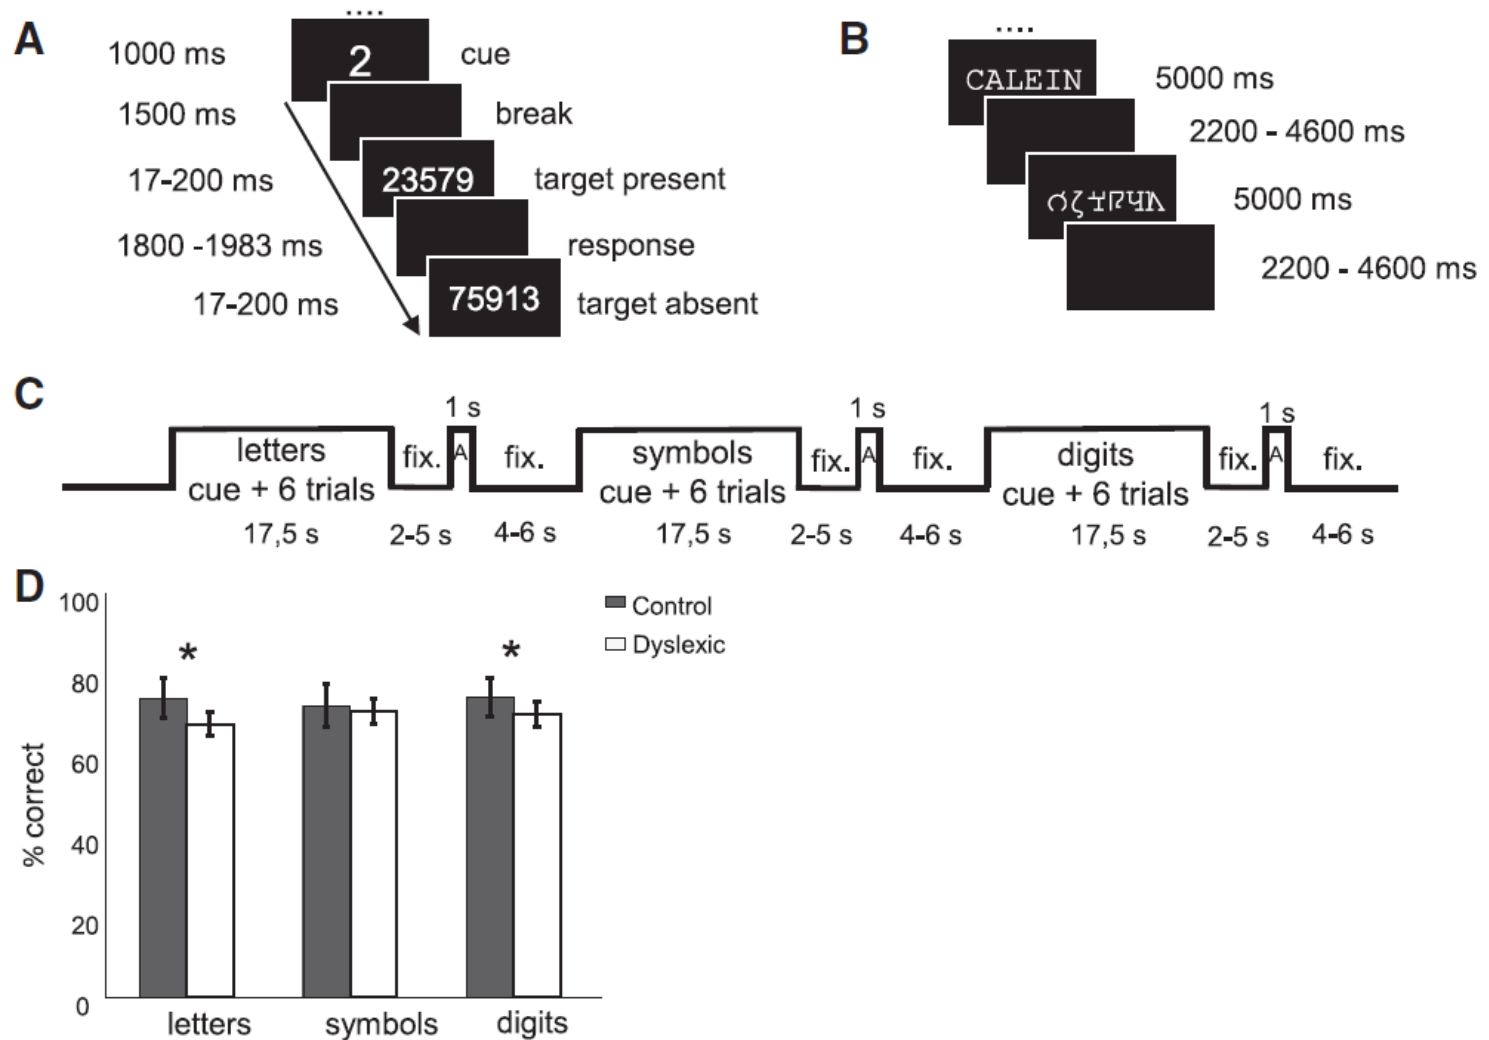 A
....
1000 ms
2
cue
1500 ms
break
17-200 ms
23579
target present
1800 -1983 ms
response
17-200 ms
75913
target absent
B
....
CALEIN
5000 ms
2200 - 4600 ms
5000 ms
2200 - 4600 ms
C
1 s 1 s 1 s
letters fix. A fix. symbols fix. A fix. digits fix. A fix.
cue + 6 trials cue + 6 trials cue + 6 trials
17,5 s 2-5 s 4-6 s 17,5 s 2-5 s 4-6 s 17,5 s 2-5 s 4-6 s
D
% correct
100
80
60
40
20
0
* *
Control
Dyslexic
letters symbols digits